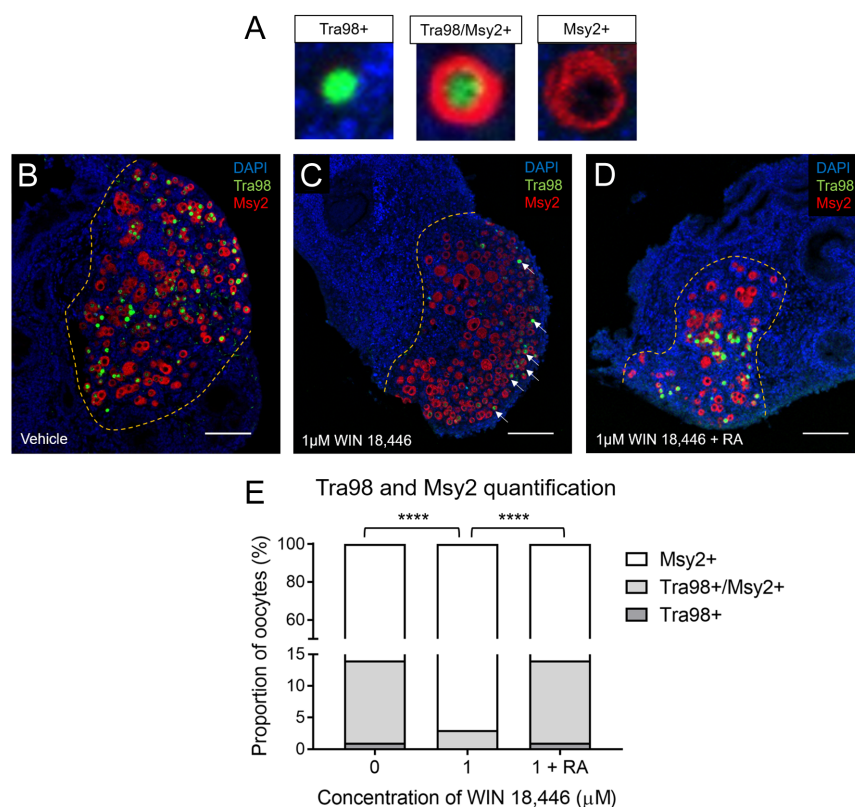 A
Tra98+
Tra98/Msy2+
Msy2+
B
DAPI
Tra98
Msy2
Vehicle
C
DAPI
Tra98
Msy2
1µM WIN 18,446
D
DAPI
Tra98
Msy2
1µM WIN 18,446 + RA
E
Tra98 and Msy2 quantification
****
****
Proportion of oocytes (%)
100
80
60
15
10
5
0
0
1
1 + RA
Concentration of WIN 18,446 (µM)
Msy2+
Tra98+/Msy2+
Tra98+